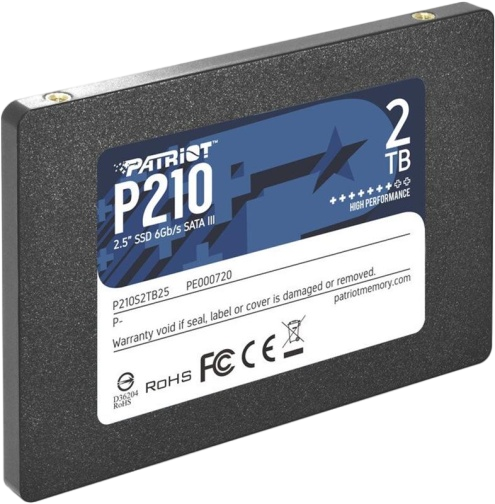 PATRIOT
P210
2.5" SSD 6Gb/s SATA III
2
TB
HIGH PERFORMANCE
P210S2TB25 PE000720
P-
Warranty void if seal, label or cover is damaged or removed.
patriotmemory.com
D36204
RoHS
RoHS FC CE